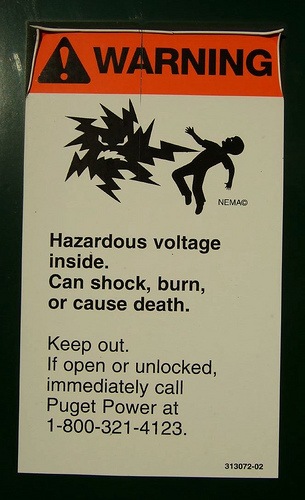 WARNING
NEMA©
Hazardous voltage
inside.
Can shock, burn,
or cause death.
Keep out.
If open or unlocked,
immediately call
Puget Power at
1-800-321-4123.
313072-02